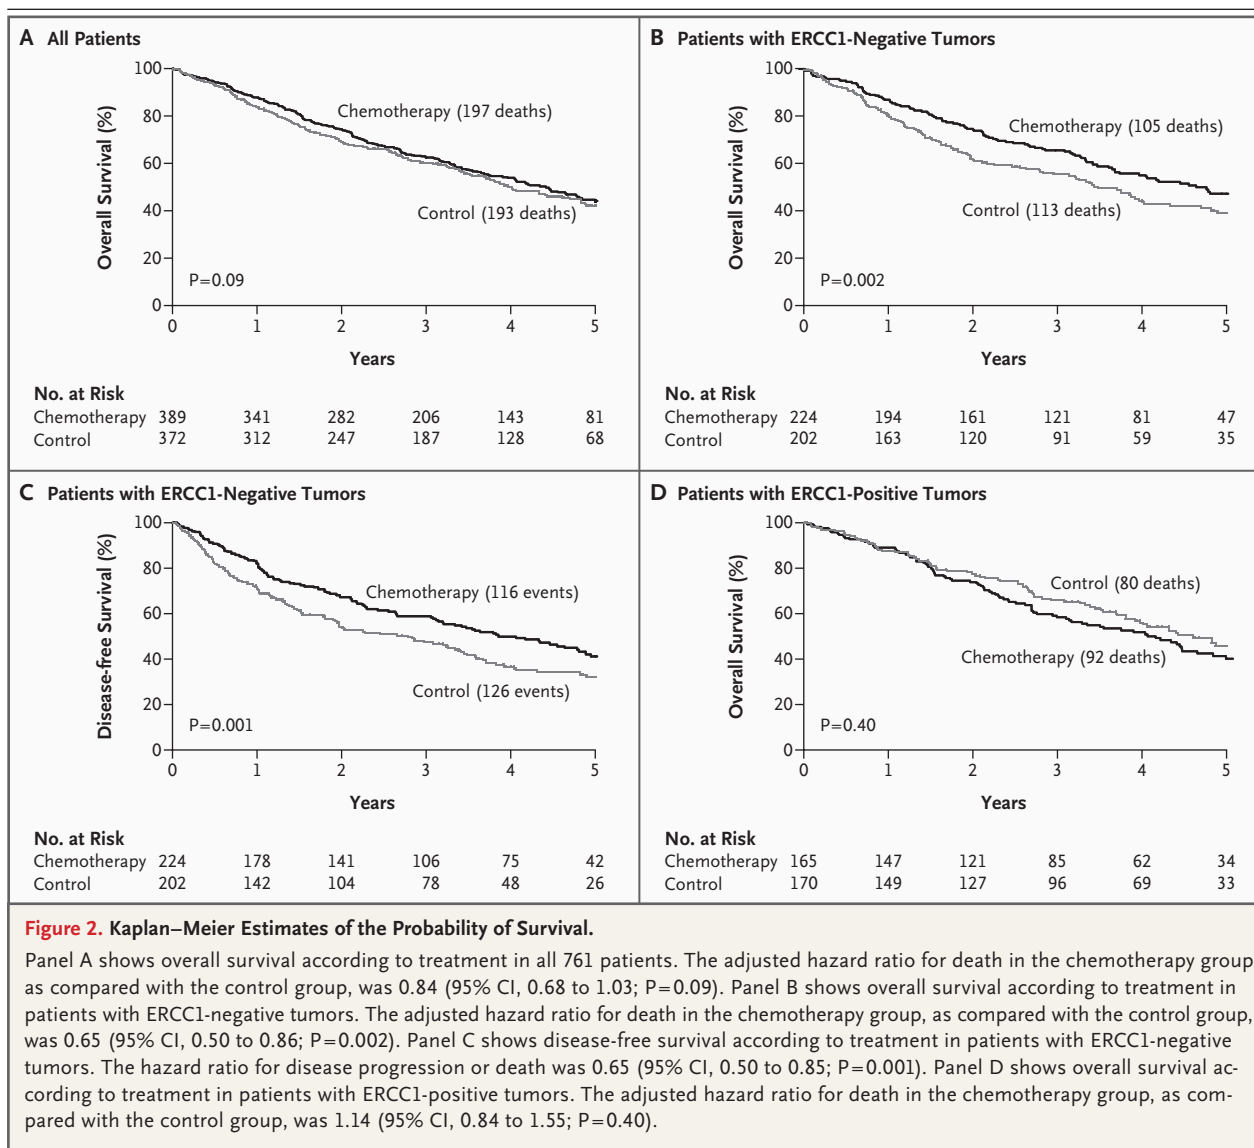 A All Patients
100
80
60
40
20
0
Overall Survival (%)
Chemotherapy (197 deaths)
Control (193 deaths)
P=0.09
0 1 2 3 4 5
Years
No. at Risk
Chemotherapy 389 341 282 206 143 81
Control 372 312 247 187 128 68
B Patients with ERCC1-Negative Tumors
100
80
60
40
20
0
Overall Survival (%)
Chemotherapy (105 deaths)
Control (113 deaths)
P=0.002
0 1 2 3 4 5
Years
No. at Risk
Chemotherapy 224 194 161 121 81 47
Control 202 163 120 91 59 35
C Patients with ERCC1-Negative Tumors
100
80
60
40
20
0
Disease-free Survival (%)
Chemotherapy (116 events)
Control (126 events)
P=0.001
0 1 2 3 4 5
Years
No. at Risk
Chemotherapy 224 178 141 106 75 42
Control 202 142 104 78 48 26
D Patients with ERCC1-Positive Tumors
100
80
60
40
20
0
Overall Survival (%)
Control (80 deaths)
Chemotherapy (92 deaths)
P=0.40
0 1 2 3 4 5
Years
No. at Risk
Chemotherapy 165 147 121 85 62 34
Control 170 149 127 96 69 33
Figure 2. Kaplan–Meier Estimates of the Probability of Survival.
Panel A shows overall survival according to treatment in all 761 patients. The adjusted hazard ratio for death in the chemotherapy group,
as compared with the control group, was 0.84 (95% CI, 0.68 to 1.03; P=0.09). Panel B shows overall survival according to treatment in
patients with ERCC1-negative tumors. The adjusted hazard ratio for death in the chemotherapy group, as compared with the control group,
was 0.65 (95% CI, 0.50 to 0.86; P=0.002). Panel C shows disease-free survival according to treatment in patients with ERCC1-negative
tumors. The hazard ratio for disease progression or death was 0.65 (95% CI, 0.50 to 0.85; P=0.001). Panel D shows overall survival ac-
cording to treatment in patients with ERCC1-positive tumors. The adjusted hazard ratio for death in the chemotherapy group, as com-
pared with the control group, was 1.14 (95% CI, 0.84 to 1.55; P=0.40).